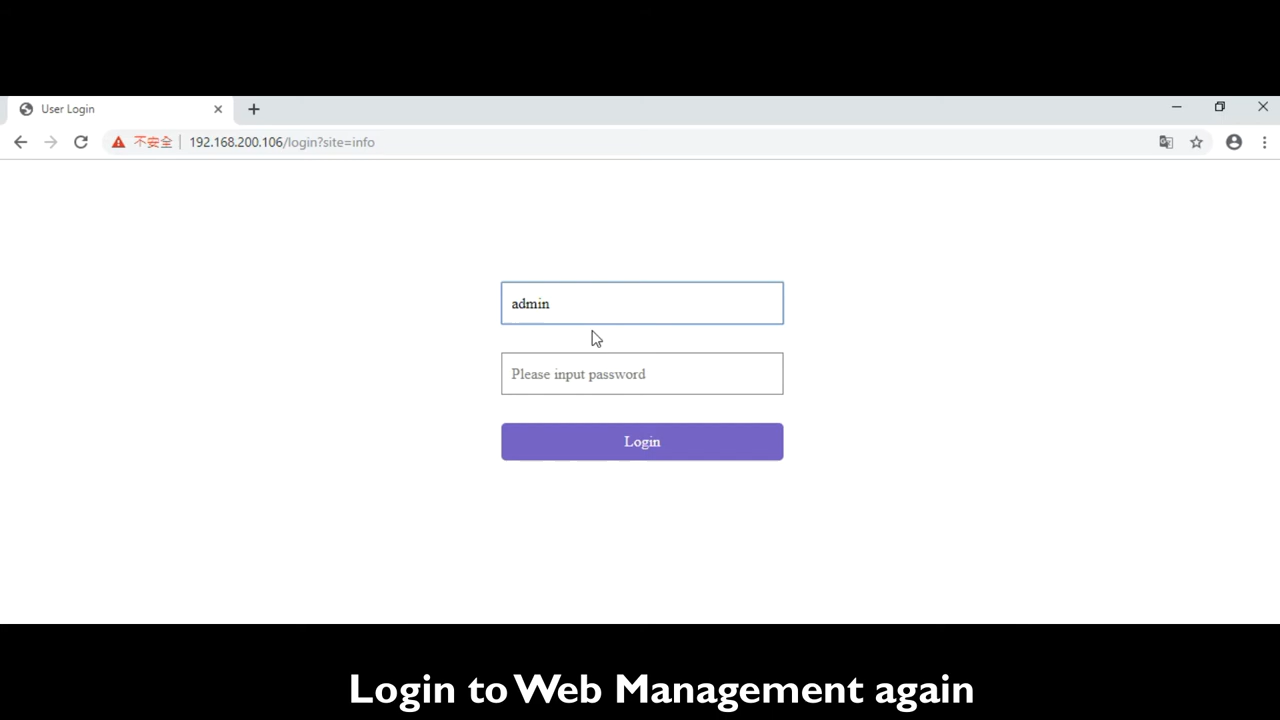 User Login
不安全 192.168.200.106/login?site=info
admin
Please input password
Login
Login to Web Management again